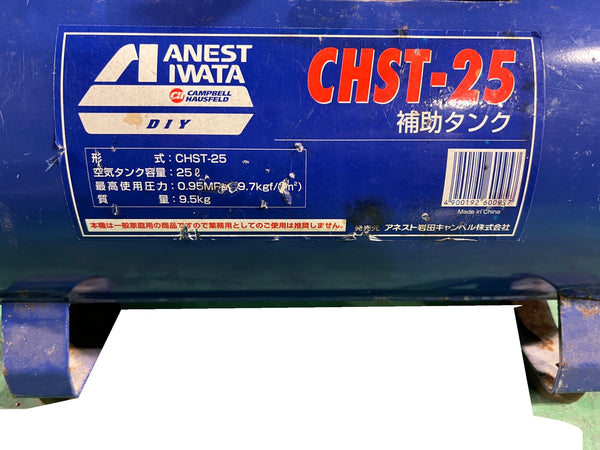 ANEST
IWATA
CH CAMPBELL
HAUSFELD
DIY
CHST-25
補助タンク
形 式:CHST-25
空気タンク容量:25ℓ
最高使用圧力:0.95MPa 9.7kgf/cm²
質 量:9.5kg
本機は一般家庭用の商品ですので業務用としてのご使用は推奨しません。
4900192600937
Made in China
発売元 アネスト岩田キャンベル株式会社